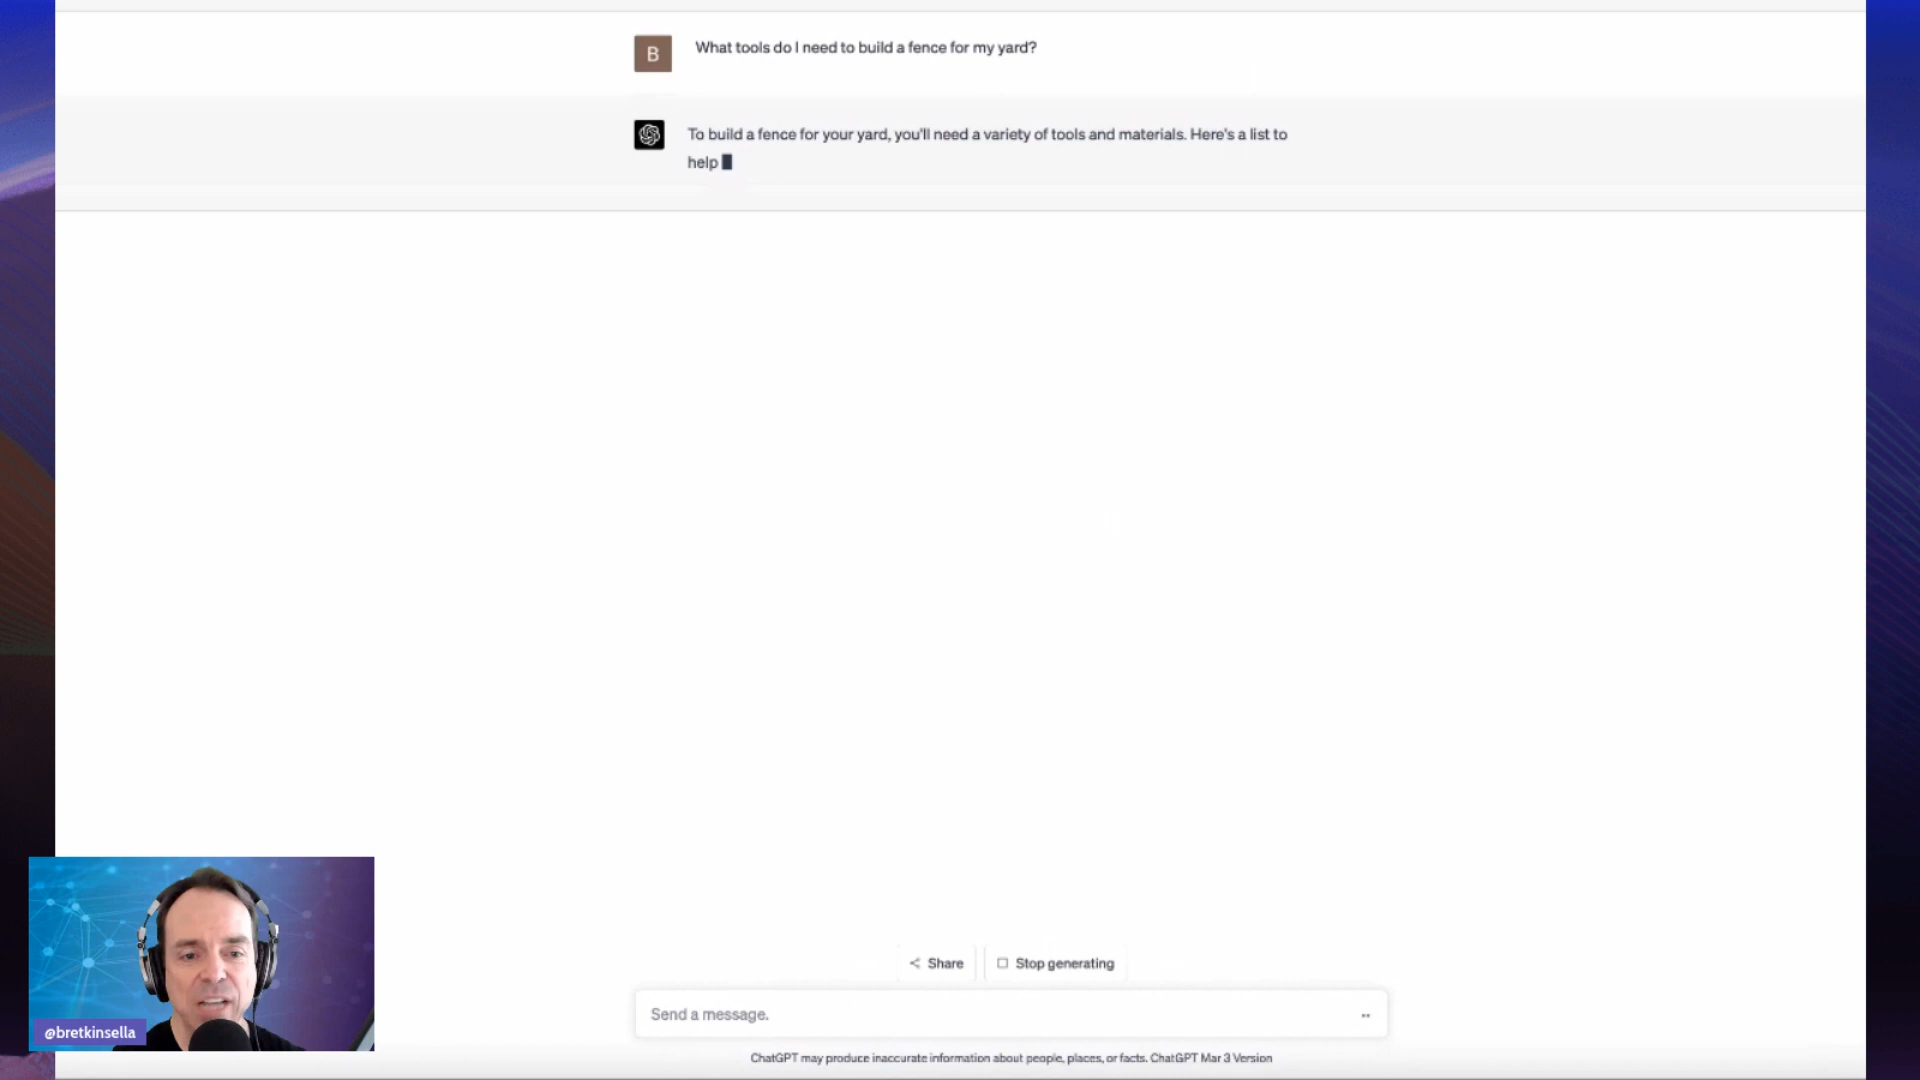 B
What tools do I need to build a fence for my yard?
To build a fence for your yard, you'll need a variety of tools and materials. Here's a list to
help
Share
Stop generating
Send a message.
ChatGPT may produce inaccurate information about people, places, or facts. ChatGPT Mar 3 Version
@bretkinsella